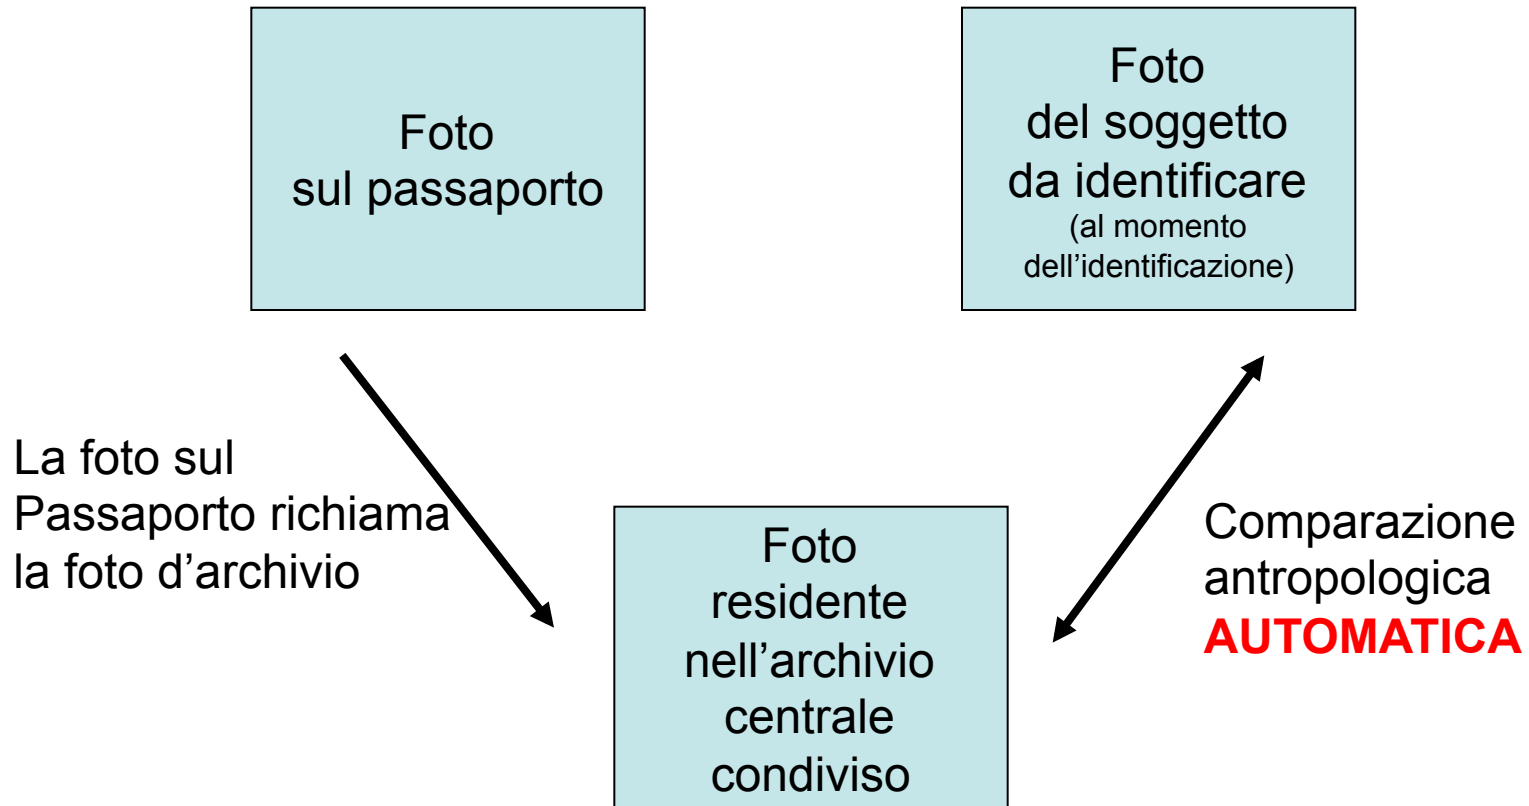 Foto
sul passaporto
Foto
del soggetto
da identificare
(al momento
dell’identificazione)
La foto sul
Passaporto richiama
la foto d’archivio
Foto
residente
nell’archivio
centrale
condiviso
Comparazione
antropologica
AUTOMATICA